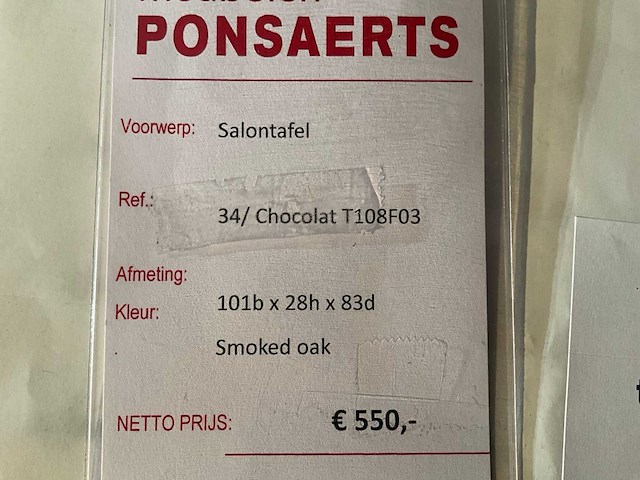 PONSAERTS
Voorwerp: Salontafel
Ref.: 34/ Chocolat T108F03
Afmeting:
101b x 28h x 83d
Kleur:
Smoked oak
NETTO PRIJS: € 550,-